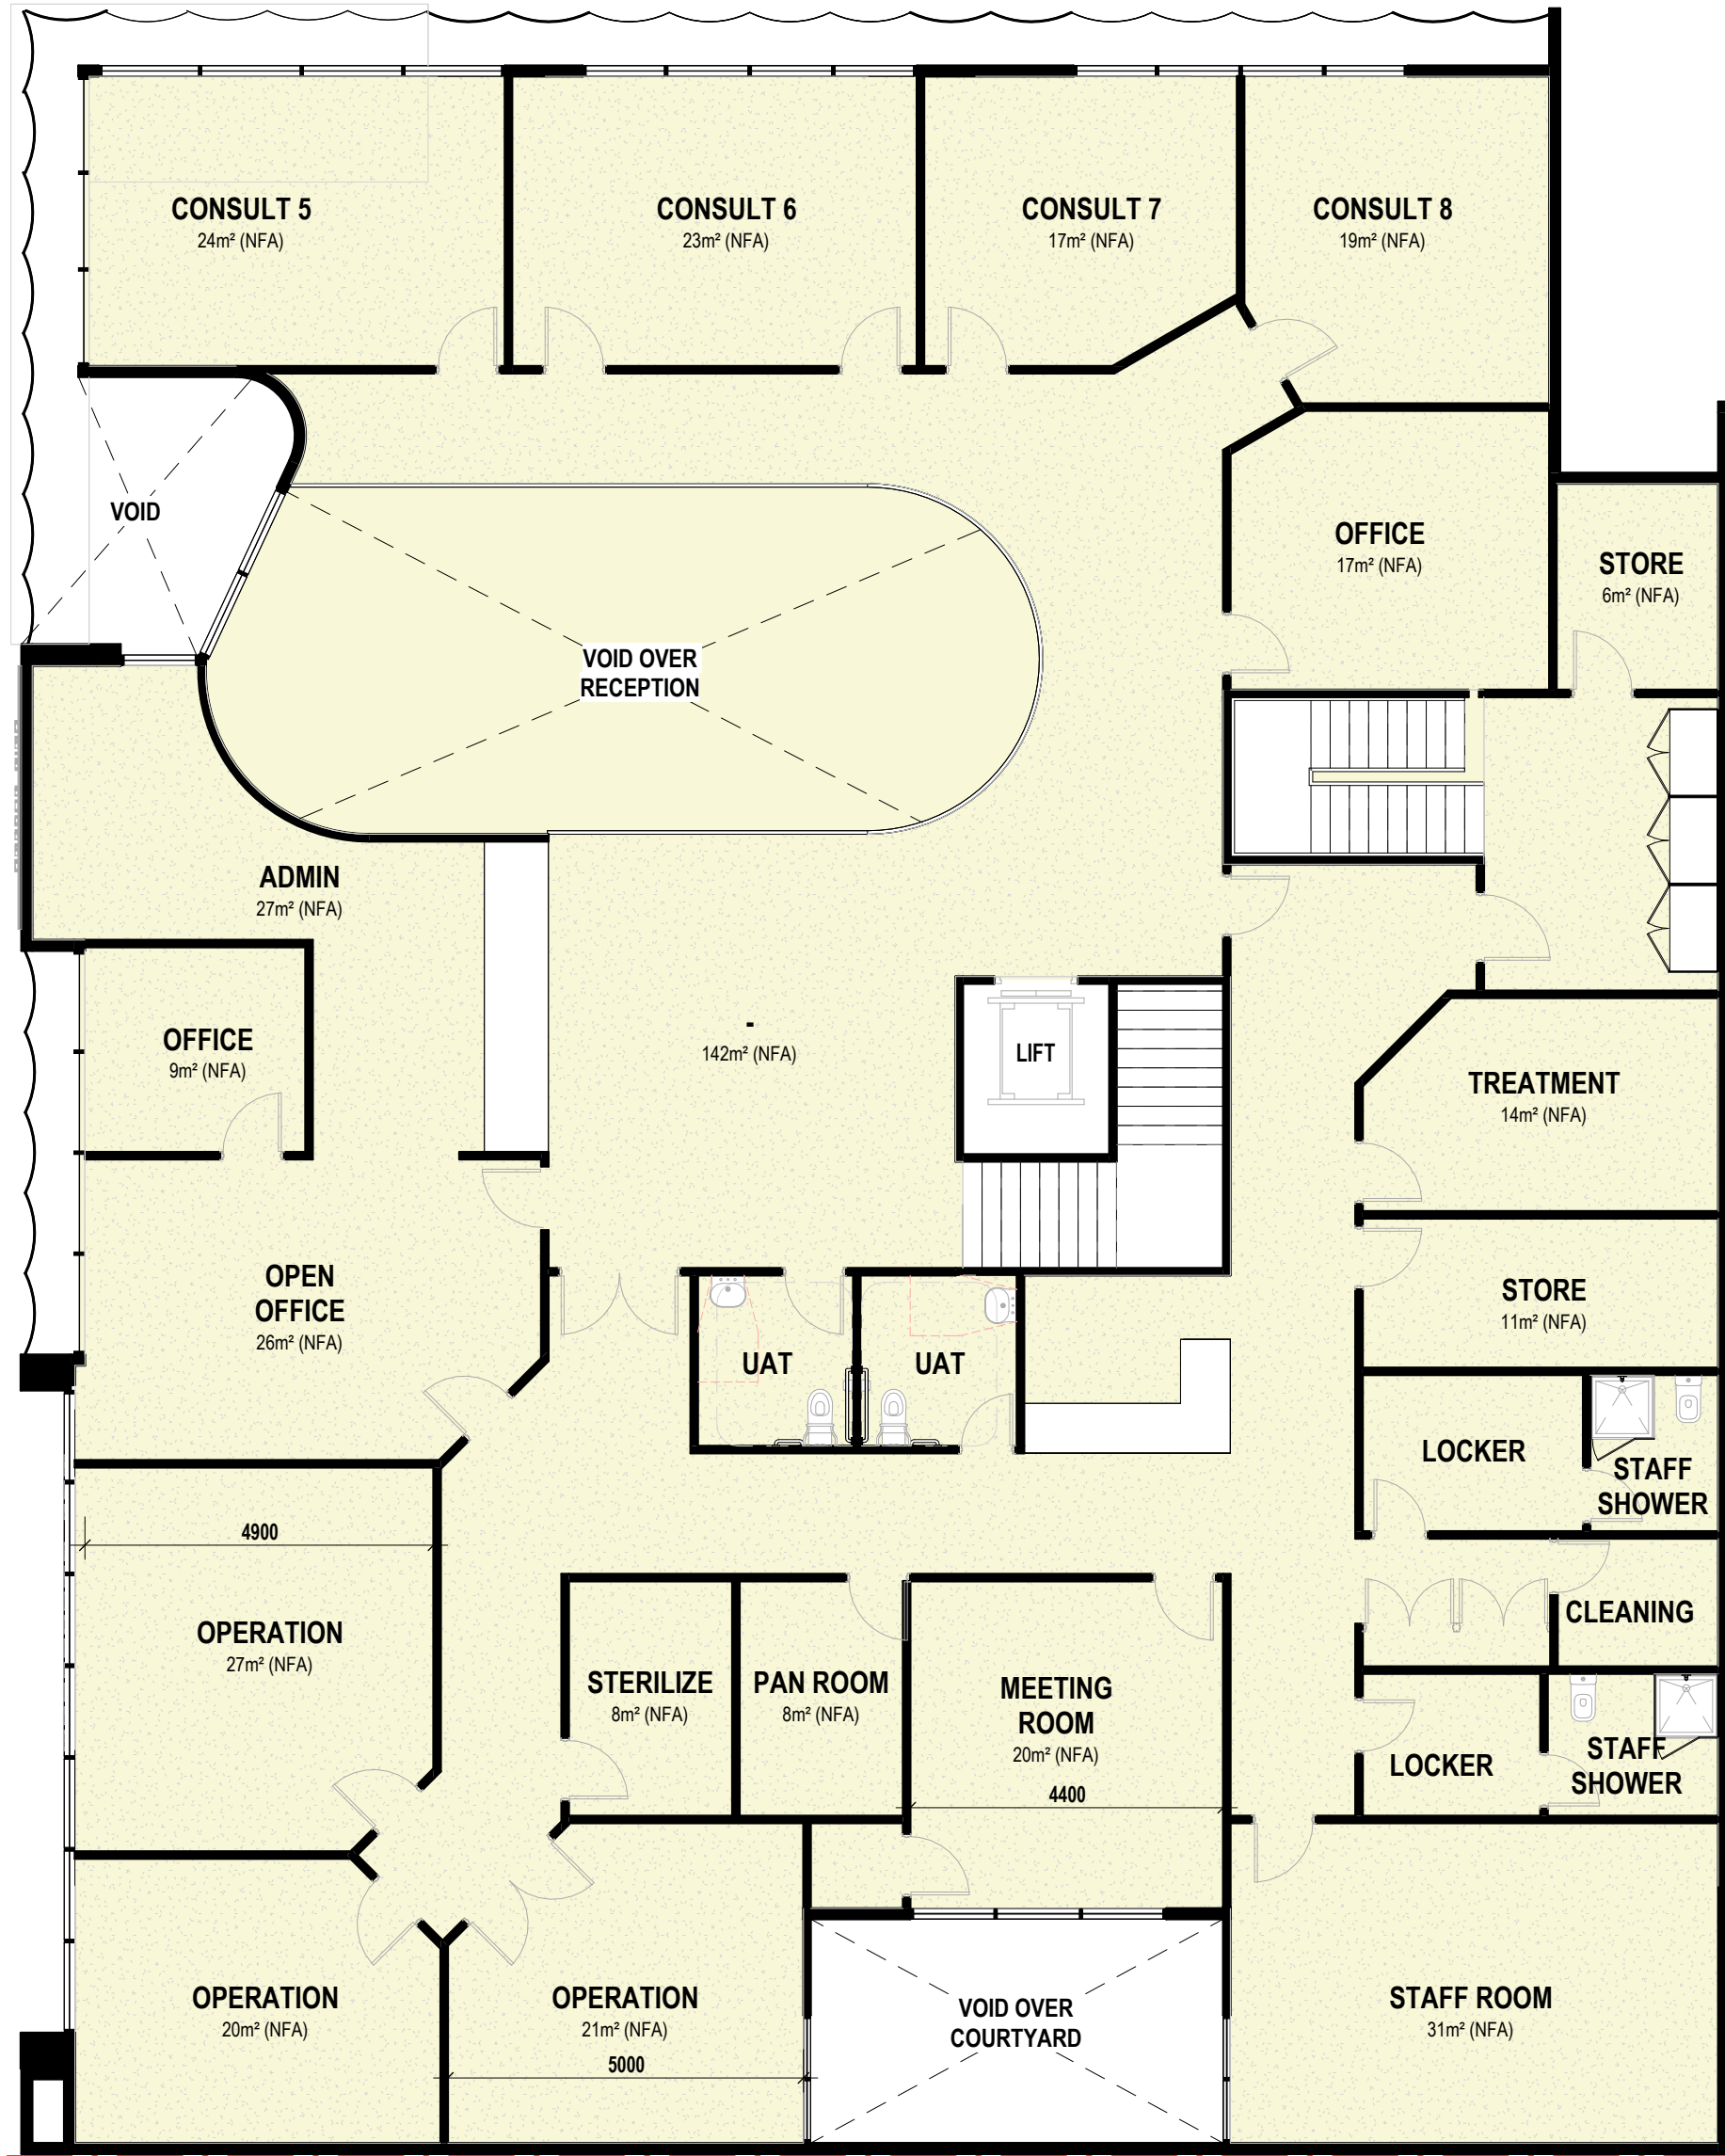 CONSULT 5
24m² (NFA)
CONSULT 6
23m² (NFA)
CONSULT 7
17m² (NFA)
CONSULT 8
19m² (NFA)
VOID
OFFICE
17m² (NFA)
STORE
6m² (NFA)
VOID OVER
RECEPTION
ADMIN
27m² (NFA)
OFFICE
9m² (NFA)
-
142m² (NFA)
LIFT
TREATMENT
14m² (NFA)
OPEN
OFFICE
26m² (NFA)
STORE
11m² (NFA)
UAT
UAT
LOCKER
STAFF
SHOWER
4900
OPERATION
27m² (NFA)
STERILIZE
8m² (NFA)
PAN ROOM
8m² (NFA)
MEETING
ROOM
20m² (NFA)
4400
CLEANING
LOCKER
STAFF
SHOWER
OPERATION
20m² (NFA)
OPERATION
21m² (NFA)
5000
VOID OVER
COURTYARD
STAFF ROOM
31m² (NFA)